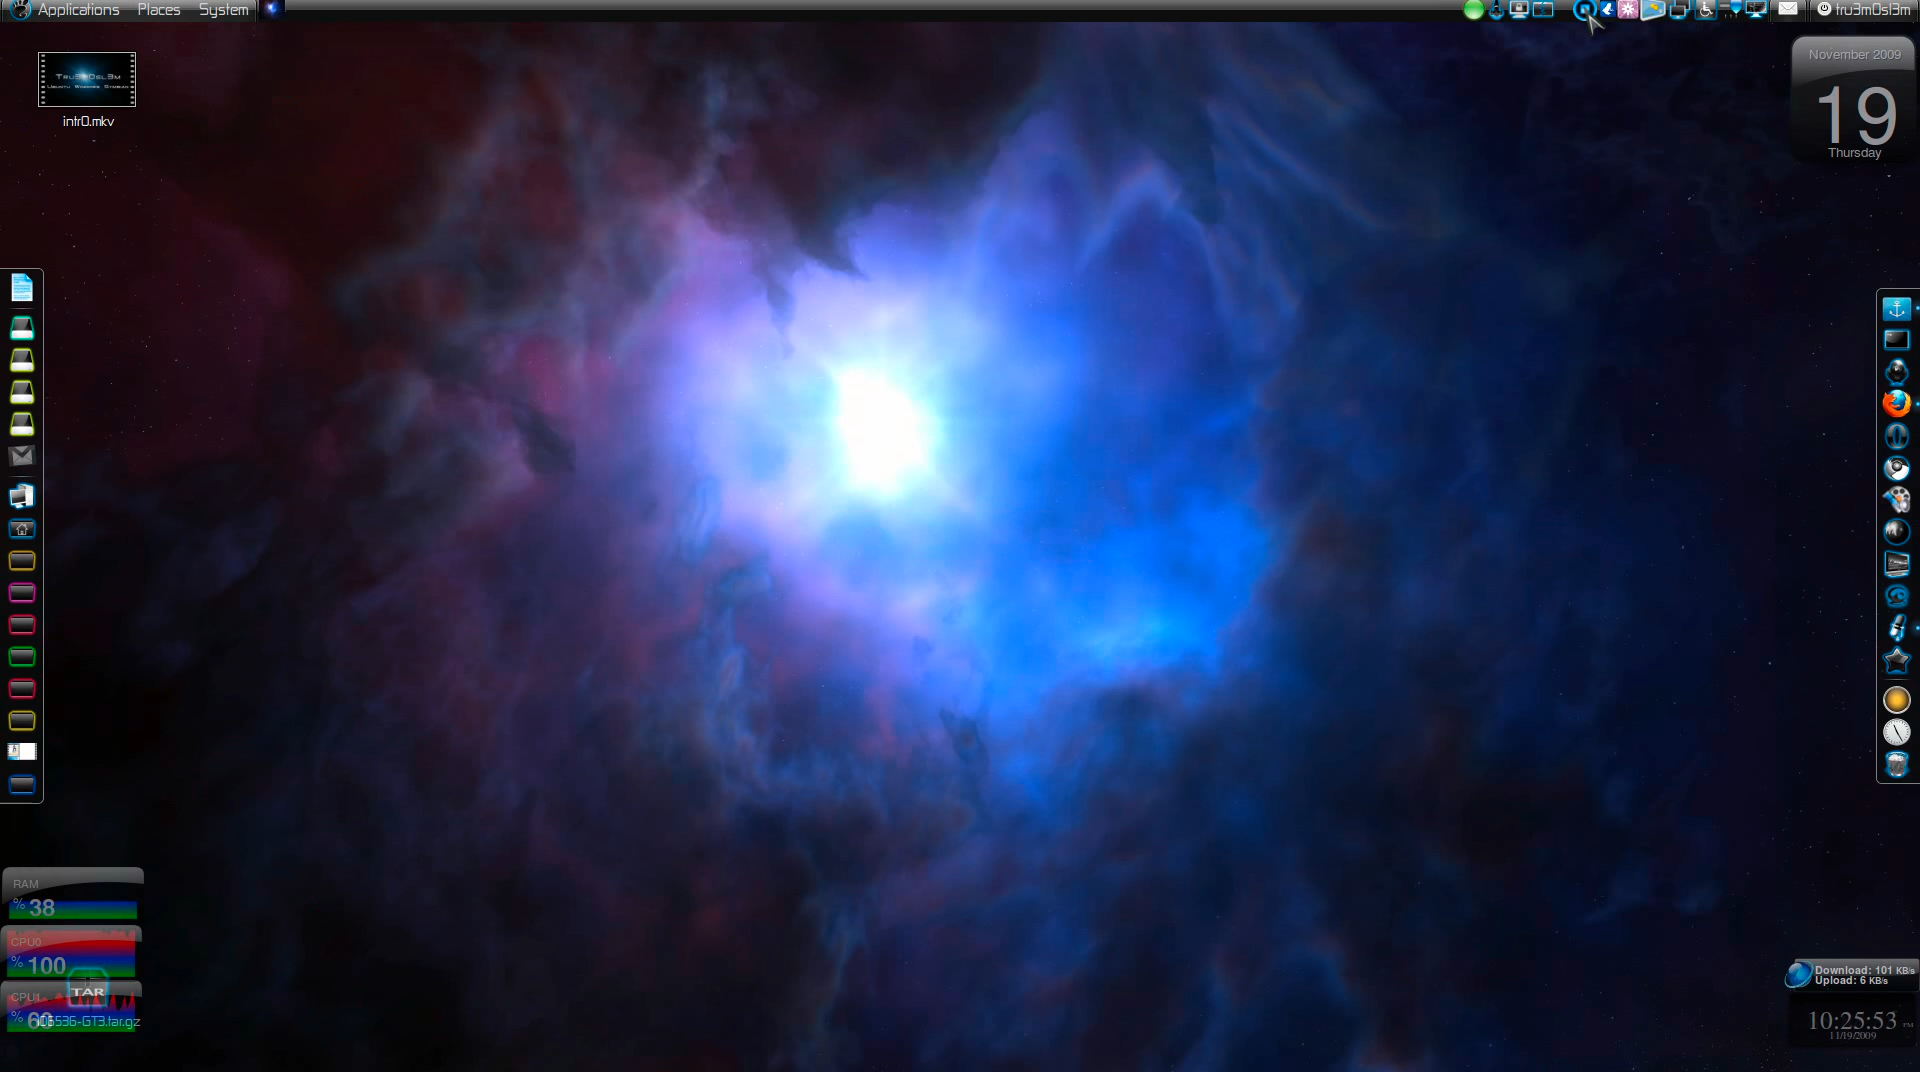 Applications Places System
tru3m0sl3m
November 2009
19
Thursday
intr0.mkv
RAM
% 38
CPU0
% 100
CPU1
%
TAR
Download: 101 KB/s
Upload: 6 KB/s
10:25:53 PM
11/19/2009